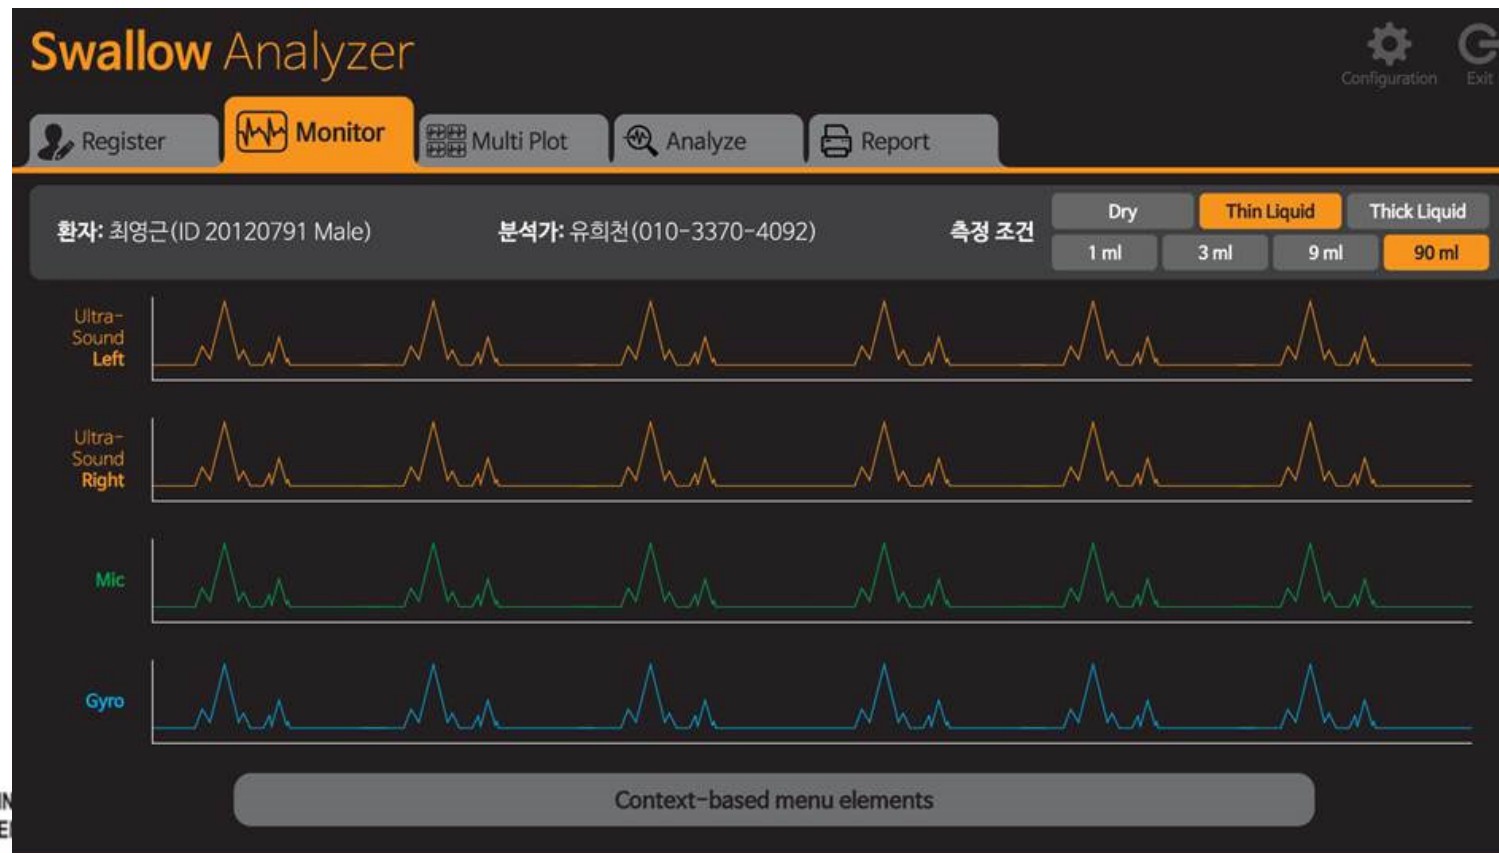 Swallow Analyzer
Configuration
Exit
Register
Monitor
Multi Plot
Analyze
Report
환자: 최영근(ID 20120791 Male)
분석가: 유희천(010-3370-4092)
측정 조건
Dry
Thin Liquid
Thick Liquid
1 ml
3 ml
9 ml
90 ml
Ultra-
Sound
Left
Ultra-
Sound
Right
Mic
Gyro
Context-based menu elements